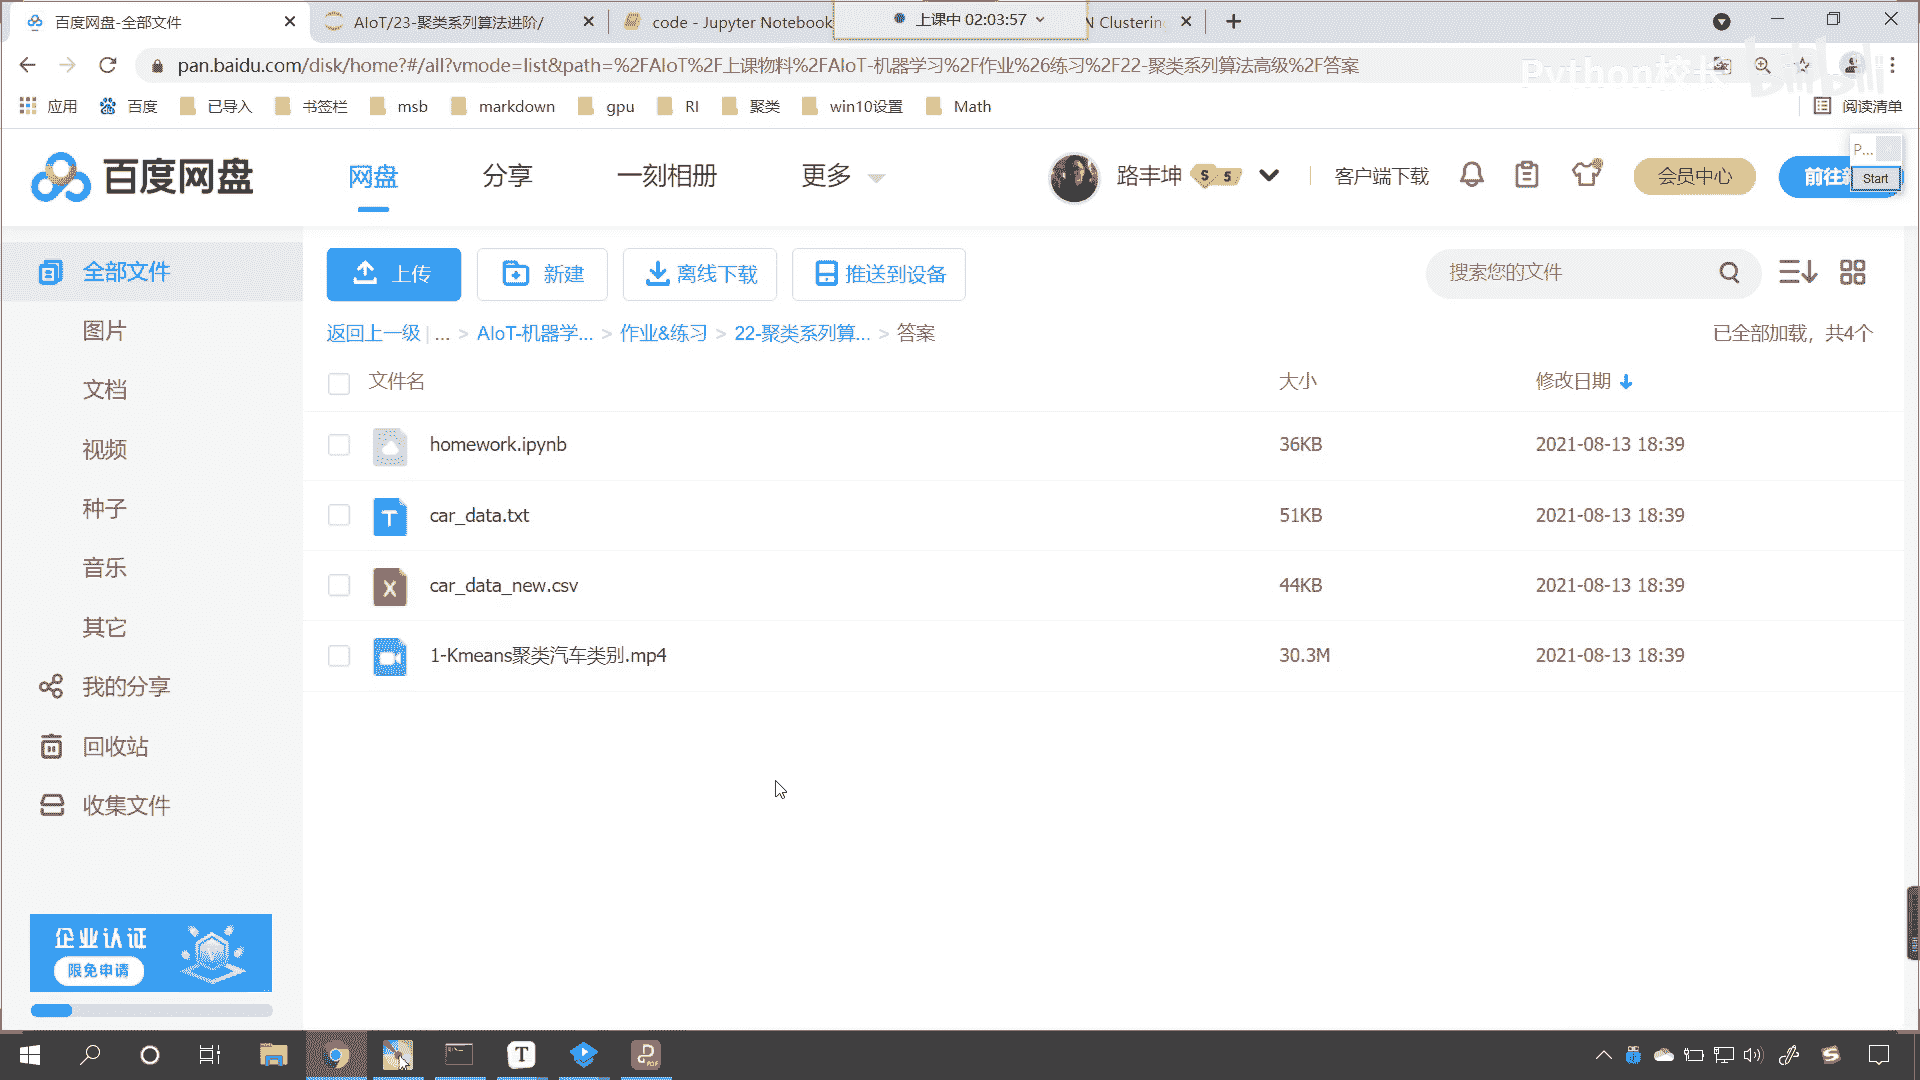 百度网盘-全部文件
AIoT/23-聚类系列算法进阶/
code - Jupyter Notebook
上课中 02:03:57
N Clustering
pan.baidu.com/disk/home?#/all?vmode=list&path=%2FAIoT%2F上课物料%2FAIoT-机器学习%2F作业%26练习%2F22-聚类系列算法高级%2F答案
Python校长
bilibili
应用
百度
已导入
书签栏
msb
markdown
gpu
RI
聚类
win10设置
Math
阅读清单
百度网盘
网盘
分享
一刻相册
更多
路丰坤
S 5
客户端下载
会员中心
P...
Start
全部文件
图片
文档
视频
种子
音乐
其它
我的分享
回收站
收集文件
企业认证
限免申请
上传
新建
离线下载
推送到设备
搜索您的文件
返回上一级 | ... > AIoT-机器学... > 作业&练习 > 22-聚类系列算... > 答案
已全部加载，共4个
文件名 大小 修改日期
homework.ipynb 36KB 2021-08-13 18:39
car_data.txt 51KB 2021-08-13 18:39
car_data_new.csv 44KB 2021-08-13 18:39
1-Kmeans聚类汽车类别.mp4 30.3M 2021-08-13 18:39